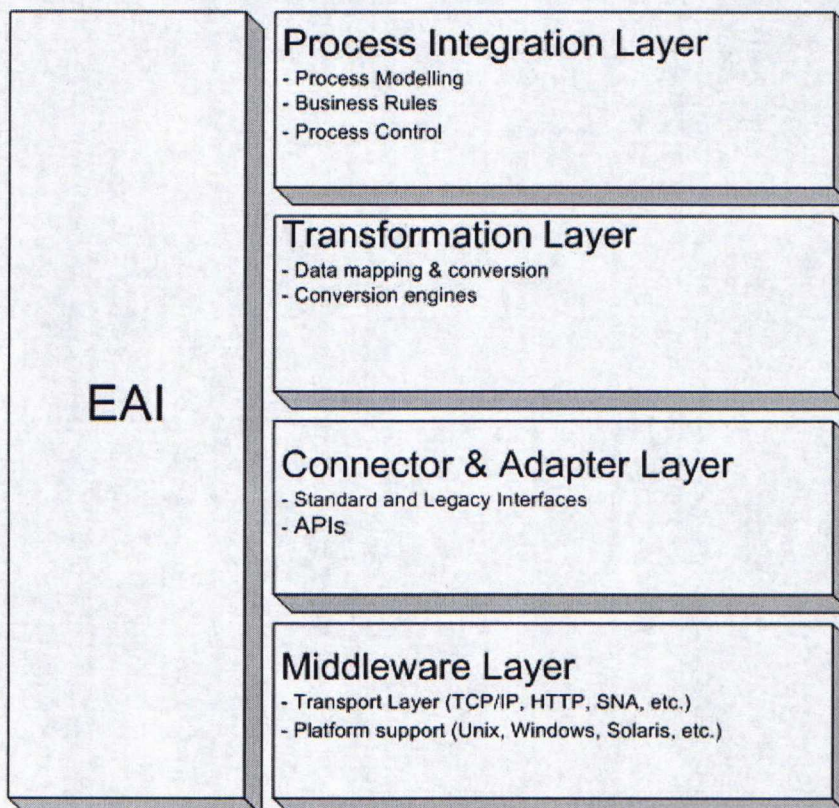 EAI
Process Integration Layer
- Process Modelling
- Business Rules
- Process Control
Transformation Layer
- Data mapping & conversion
- Conversion engines
Connector & Adapter Layer
- Standard and Legacy Interfaces
- APIs
Middleware Layer
- Transport Layer (TCP/IP, HTTP, SNA, etc.)
- Platform support (Unix, Windows, Solaris, etc.)